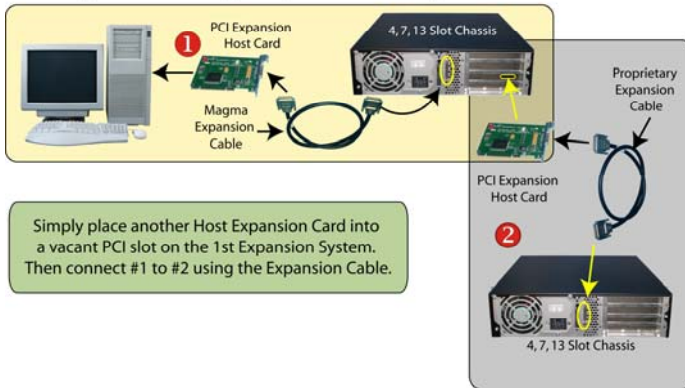 PCI Expansion
Host Card
4, 7, 13 Slot Chassis
1
Magma
Expansion
Cable
Proprietary
Expansion
Cable
PCI Expansion
Host Card
2
Simply place another Host Expansion Card into
a vacant PCI slot on the 1st Expansion System.
Then connect #1 to #2 using the Expansion Cable.
4, 7, 13 Slot Chassis